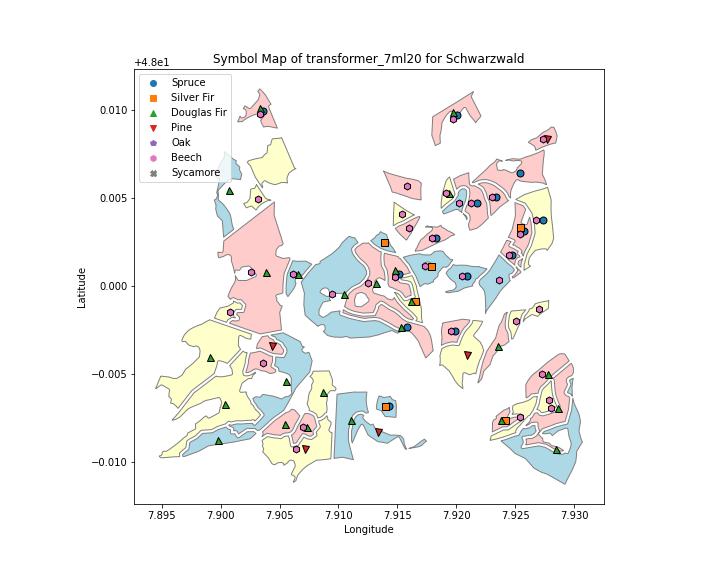 Symbol Map of transformer_7ml20 for Schwarzwald
+4.8e1
Spruce
Silver Fir
Douglas Fir
Pine
Oak
Beech
Sycamore
0.010
0.005
0.000
−0.005
−0.010
Latitude
7.895 7.900 7.905 7.910 7.915 7.920 7.925 7.930
Longitude